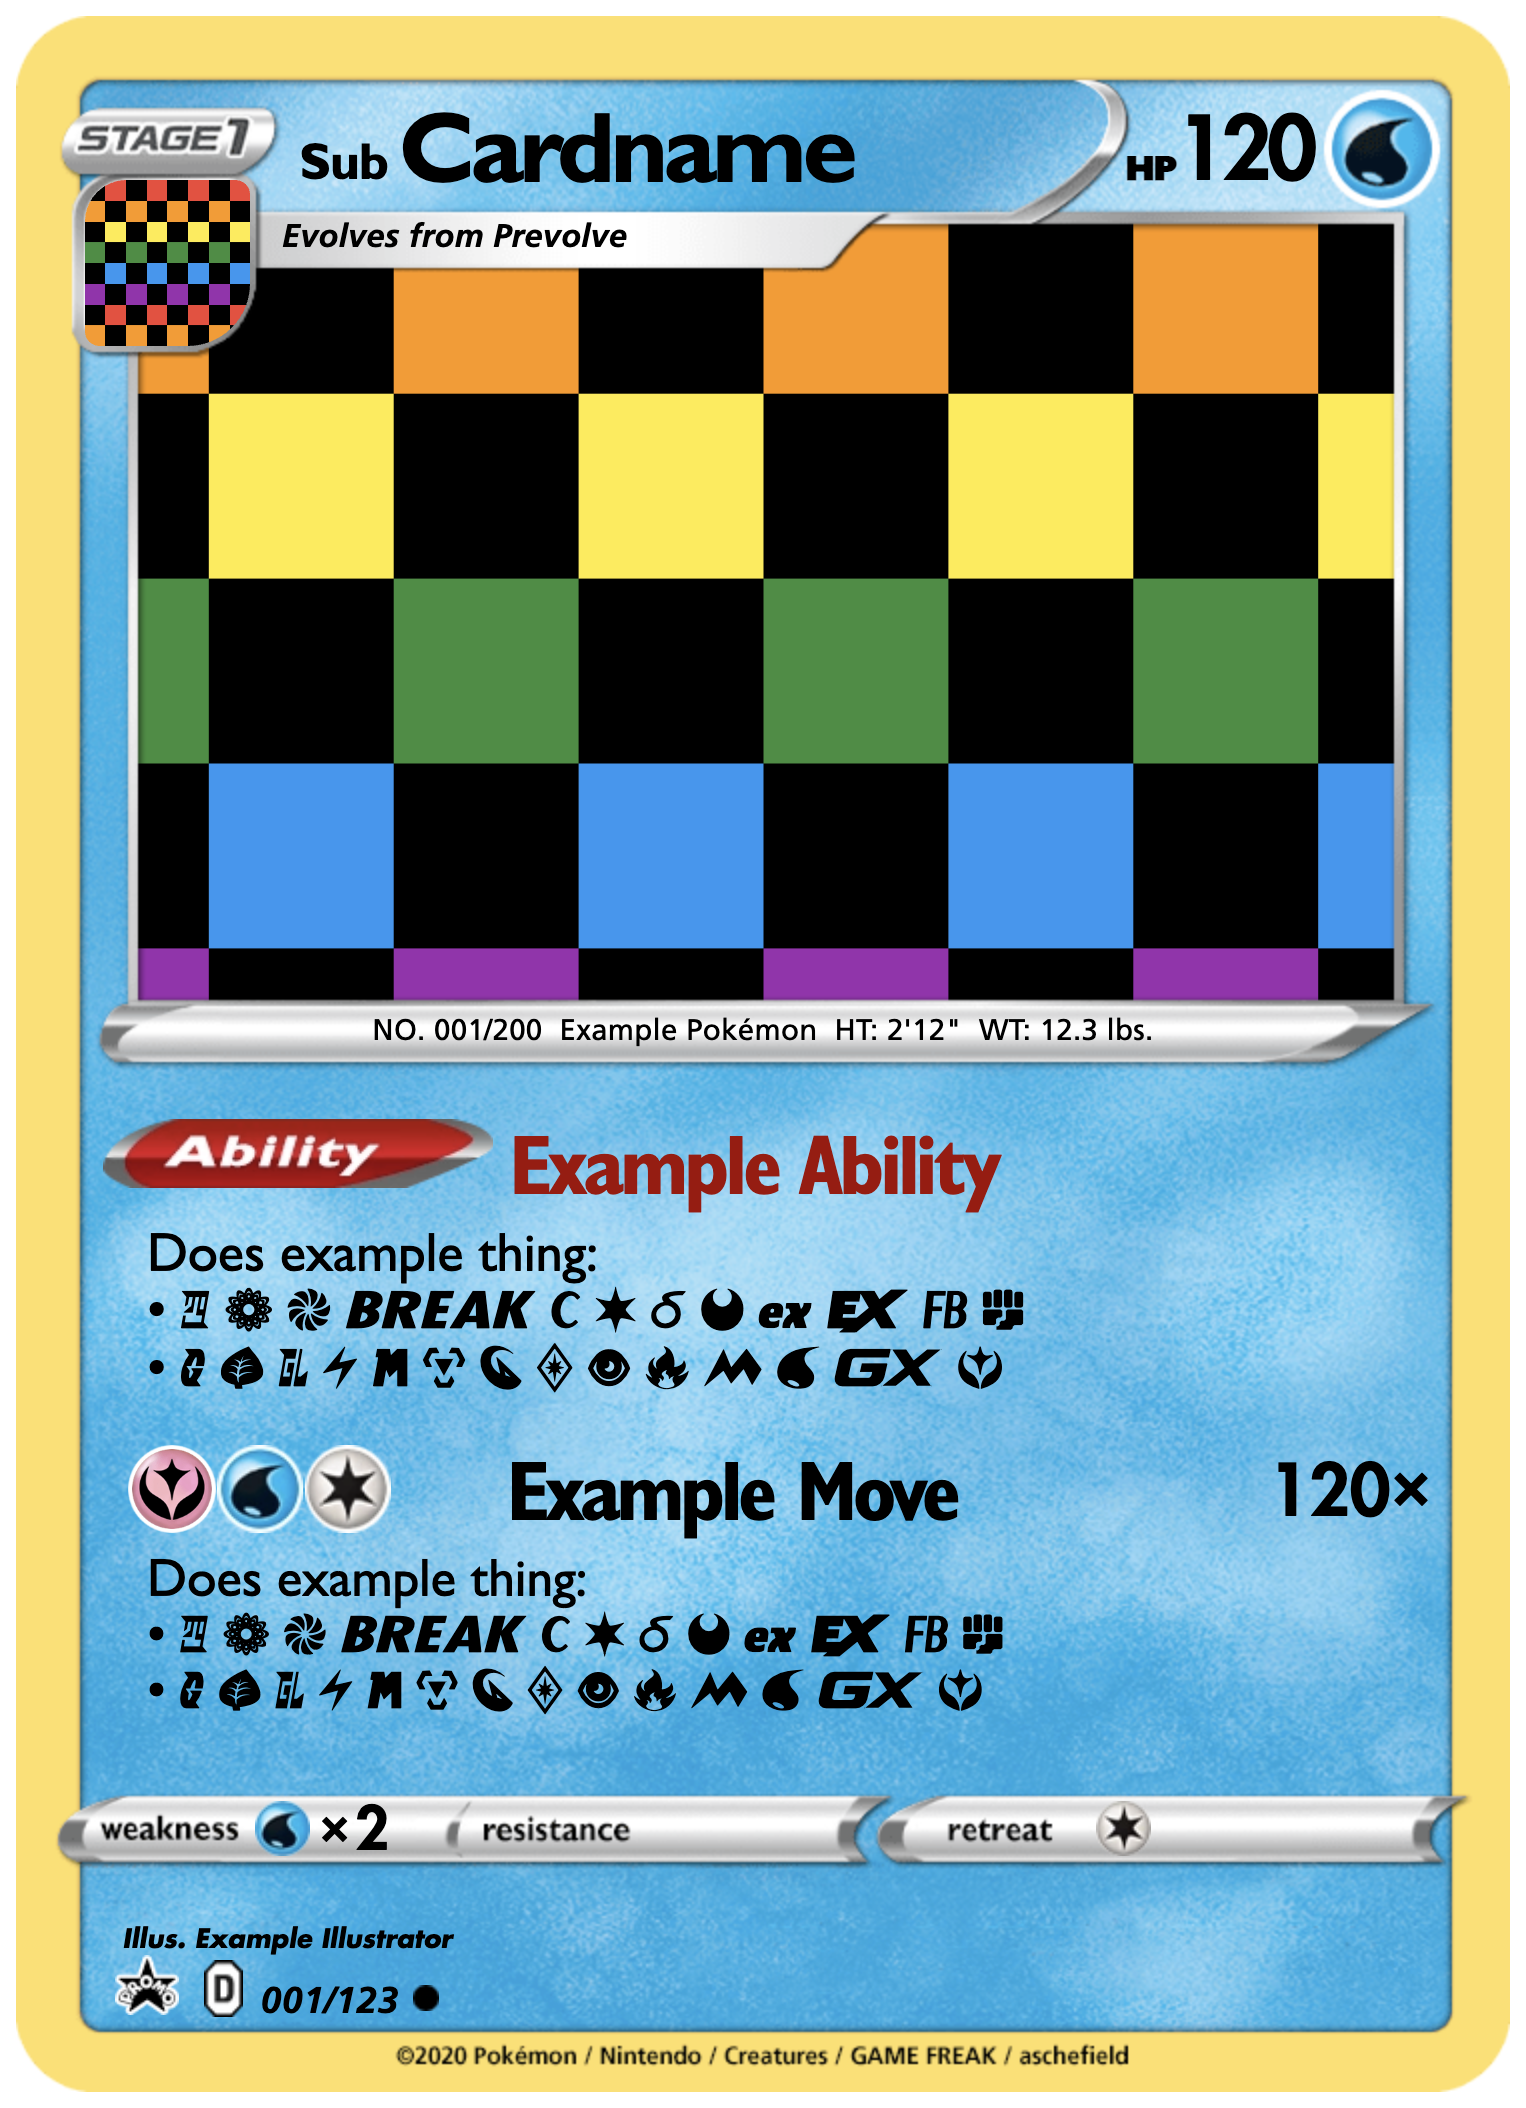 STAGE1
Sub Cardname
HP 120
Evolves from Prevolve
NO. 001/200 Example Pokémon HT: 2'12" WT: 12.3 lbs.
Ability Example Ability
Does example thing:
• BREAK C δ ex EX FB
• G GL M GX
Example Move 120×
Does example thing:
• BREAK C δ ex EX FB
• G GL M GX
weakness ×2 resistance retreat
Illus. Example Illustrator
PROMO D 001/123
©2020 Pokémon / Nintendo / Creatures / GAME FREAK / aschefield